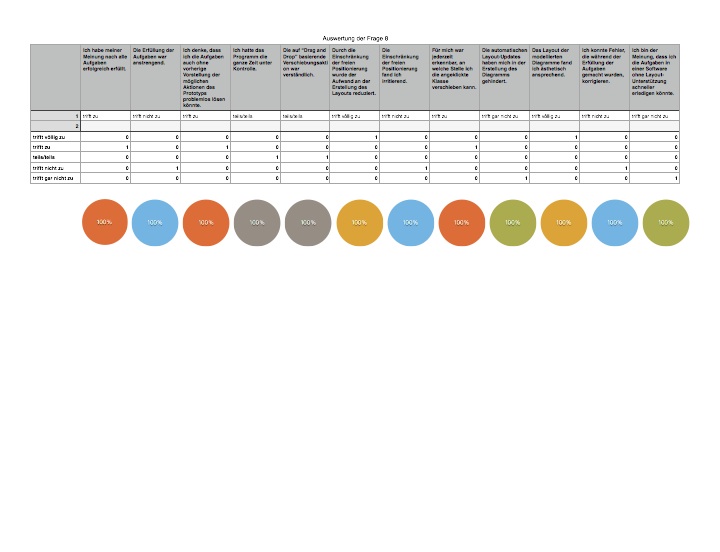 Auswertung der Frage 8
Ich habe meiner Meinung nach alle Aufgaben erfolgreich erfüllt.
Die Erfüllung der Aufgaben war anstrengend.
Ich denke, dass ich die Aufgaben auch ohne vorherige Vorstellung der möglichen Aktionen des Prototyps problemlos lösen könnte.
Ich hatte das Programm die ganze Zeit unter Kontrolle.
Die auf "Drag and Drop" basierende Verschiebungsaktion war verständlich.
Durch die Einschränkung der freien Positionierung wurde der Aufwand an der Erstellung des Layouts reduziert.
Die Einschränkung der freien Positionierung fand ich irritierend.
Für mich war jederzeit erkennbar, an welche Stelle ich die angeklickte Klasse verschieben kann.
Die automatischen Layout-Updates haben mich in der Erstellung des Diagramms gehindert.
Das Layout der modellierten Diagramme fand ich ästhetisch ansprechend.
Ich konnte Fehler, die während der Erfüllung der Aufgaben gemacht wurden, korrigieren.
Ich bin der Meinung, dass ich die Aufgaben in einer Software ohne Layout-Unterstützung schneller erledigen könnte.
1 trifft zu trifft nicht zu trifft zu teils/teils teils/teils trifft völlig zu trifft nicht zu trifft zu trifft gar nicht zu trifft völlig zu trifft nicht zu trifft gar nicht zu
2
trifft völlig zu 0 0 0 0 0 1 0 0 0 1 0 0
trifft zu 1 0 1 0 0 0 0 1 0 0 0 0
teils/teils 0 0 0 1 1 0 0 0 0 0 0 0
trifft nicht zu 0 1 0 0 0 0 1 0 0 0 1 0
trifft gar nicht zu 0 0 0 0 0 0 0 0 1 0 0 1
100% 100% 100% 100% 100% 100% 100% 100% 100% 100% 100% 100%